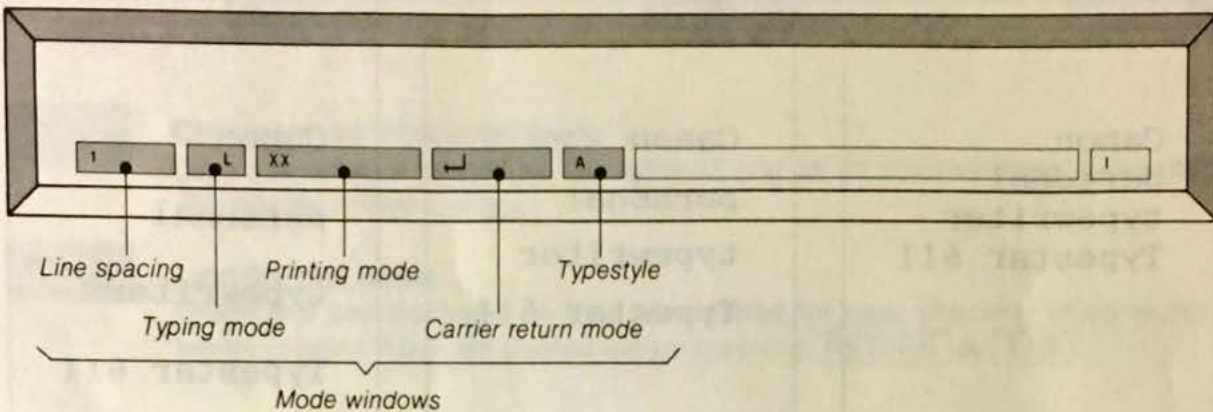 1 L XX ↵ A I
Line spacing Printing mode Typestyle
Typing mode Carrier return mode
Mode windows